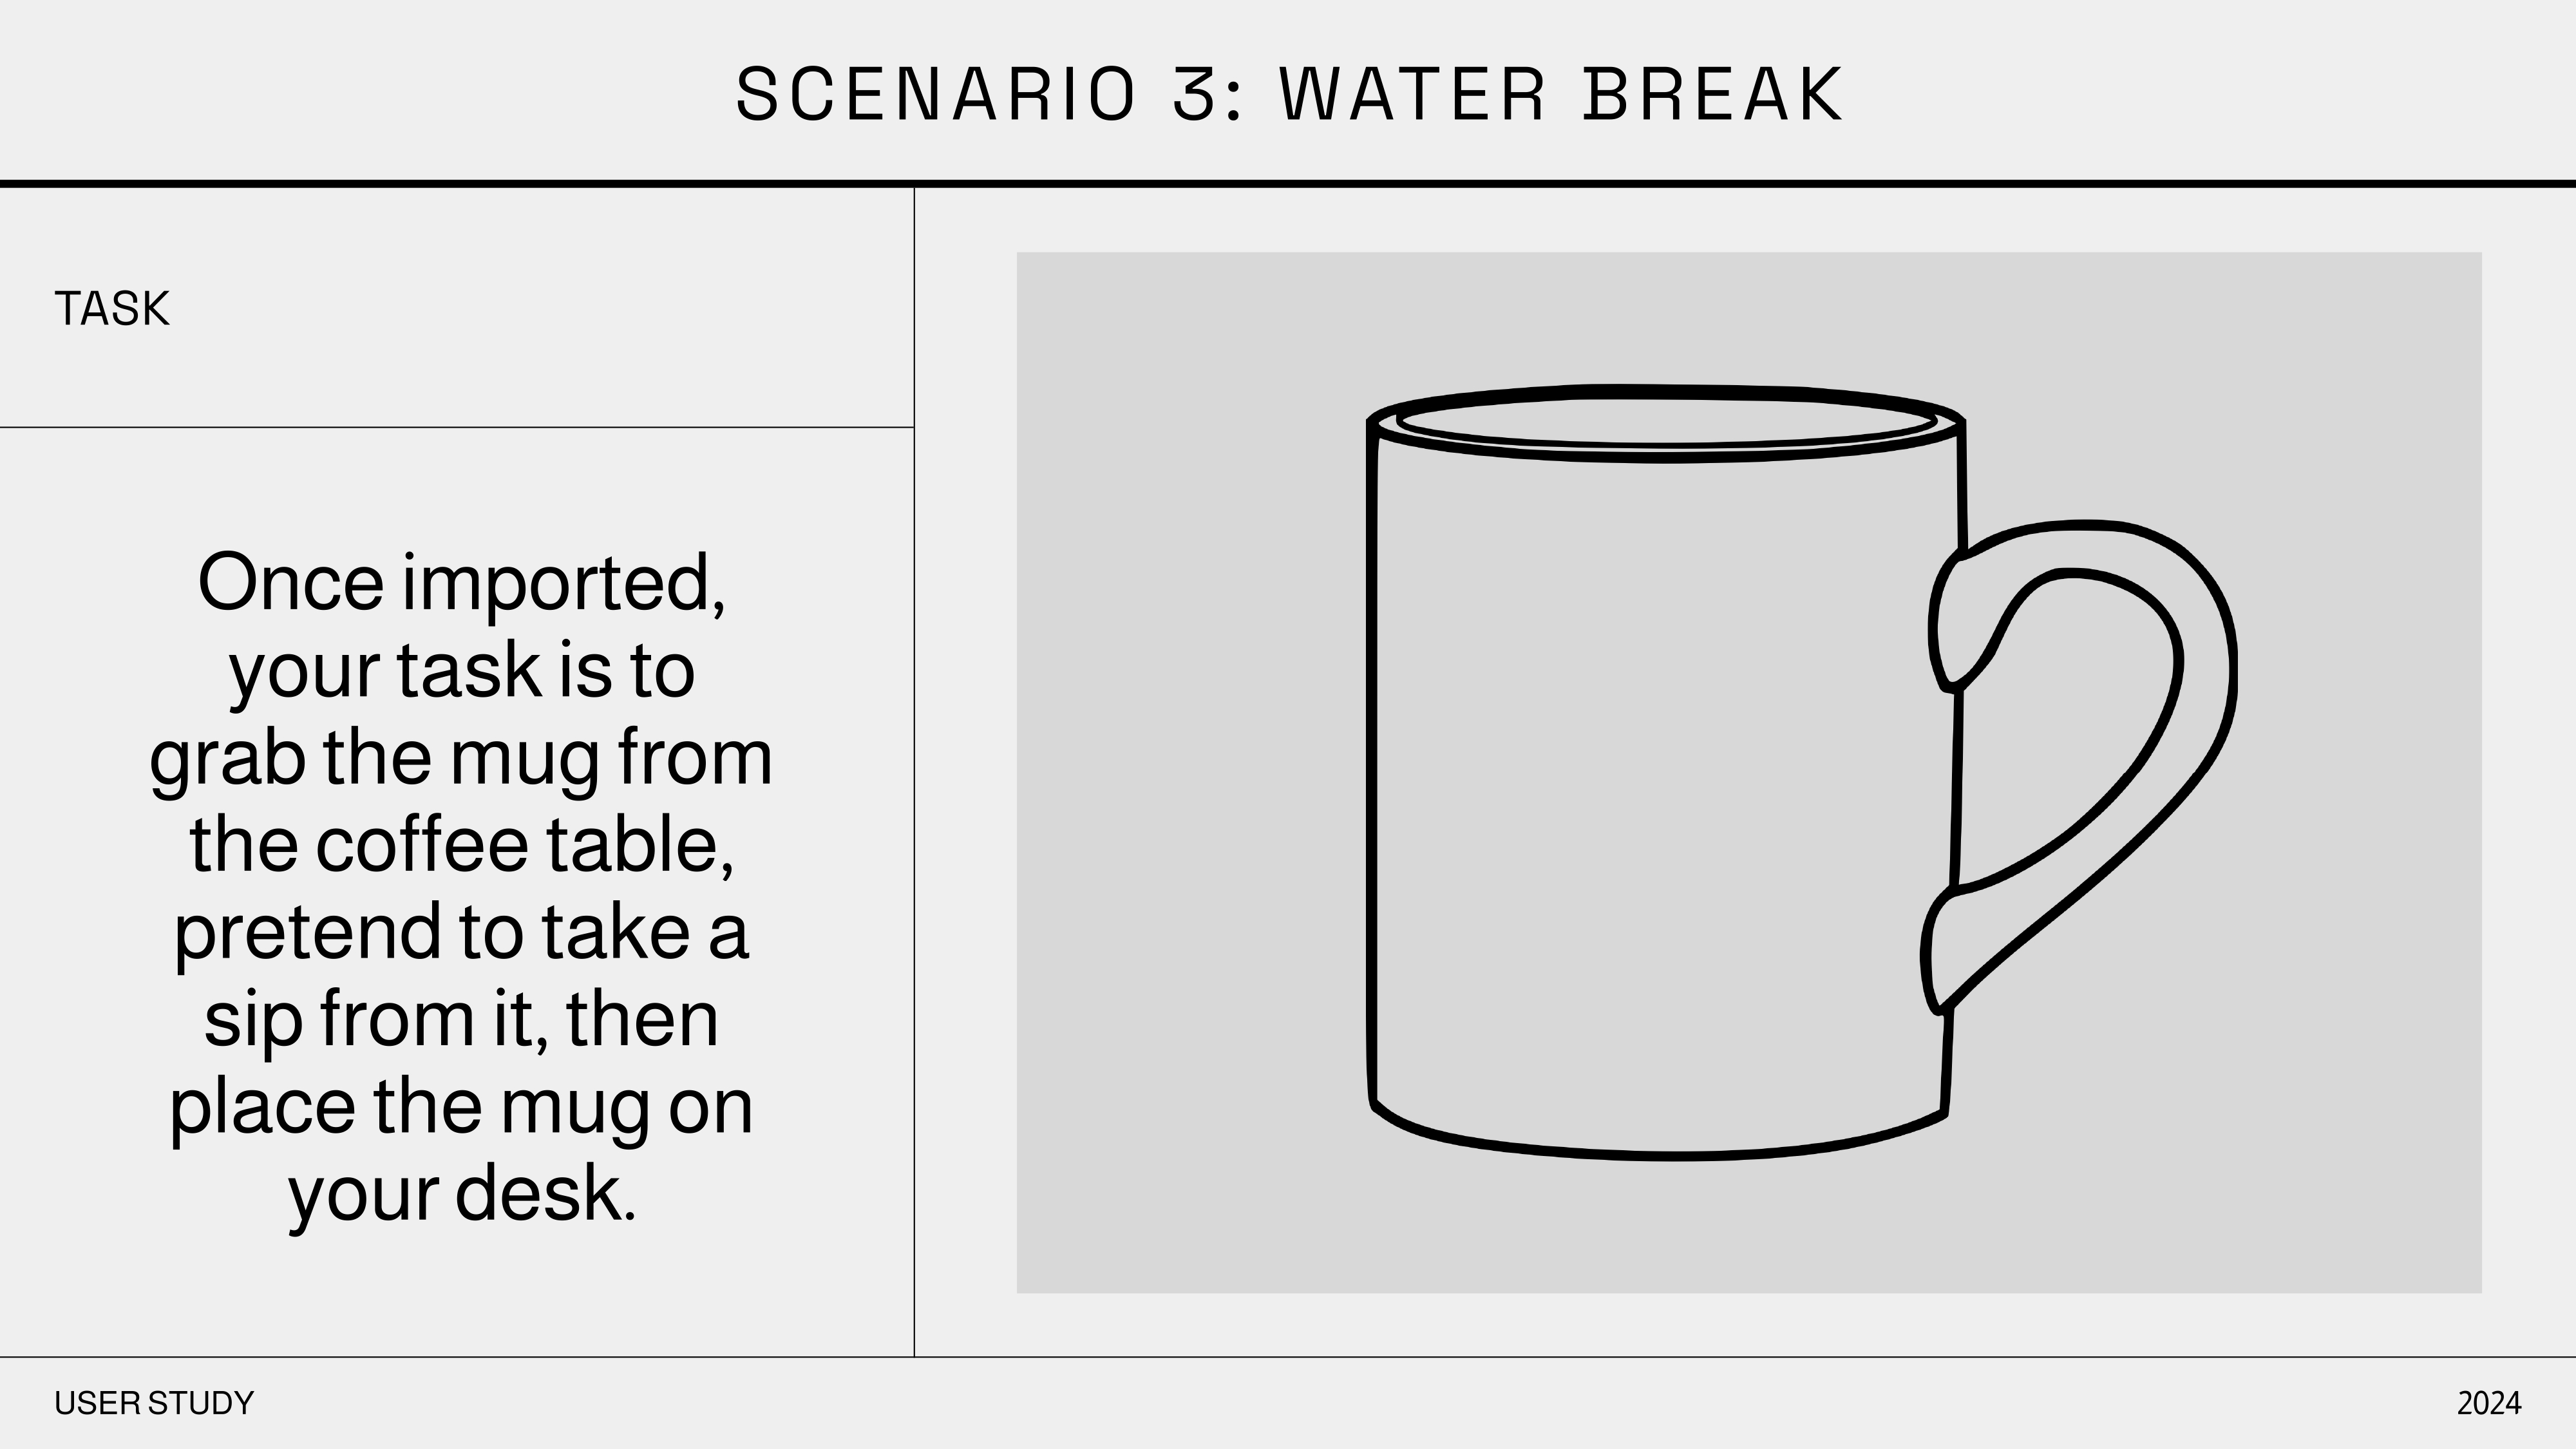 SCENARIO 3: WATER BREAK
TASK
Once imported,
your task is to
grab the mug from
the coffee table,
pretend to take a
sip from it, then
place the mug on
your desk.
USER STUDY
2024